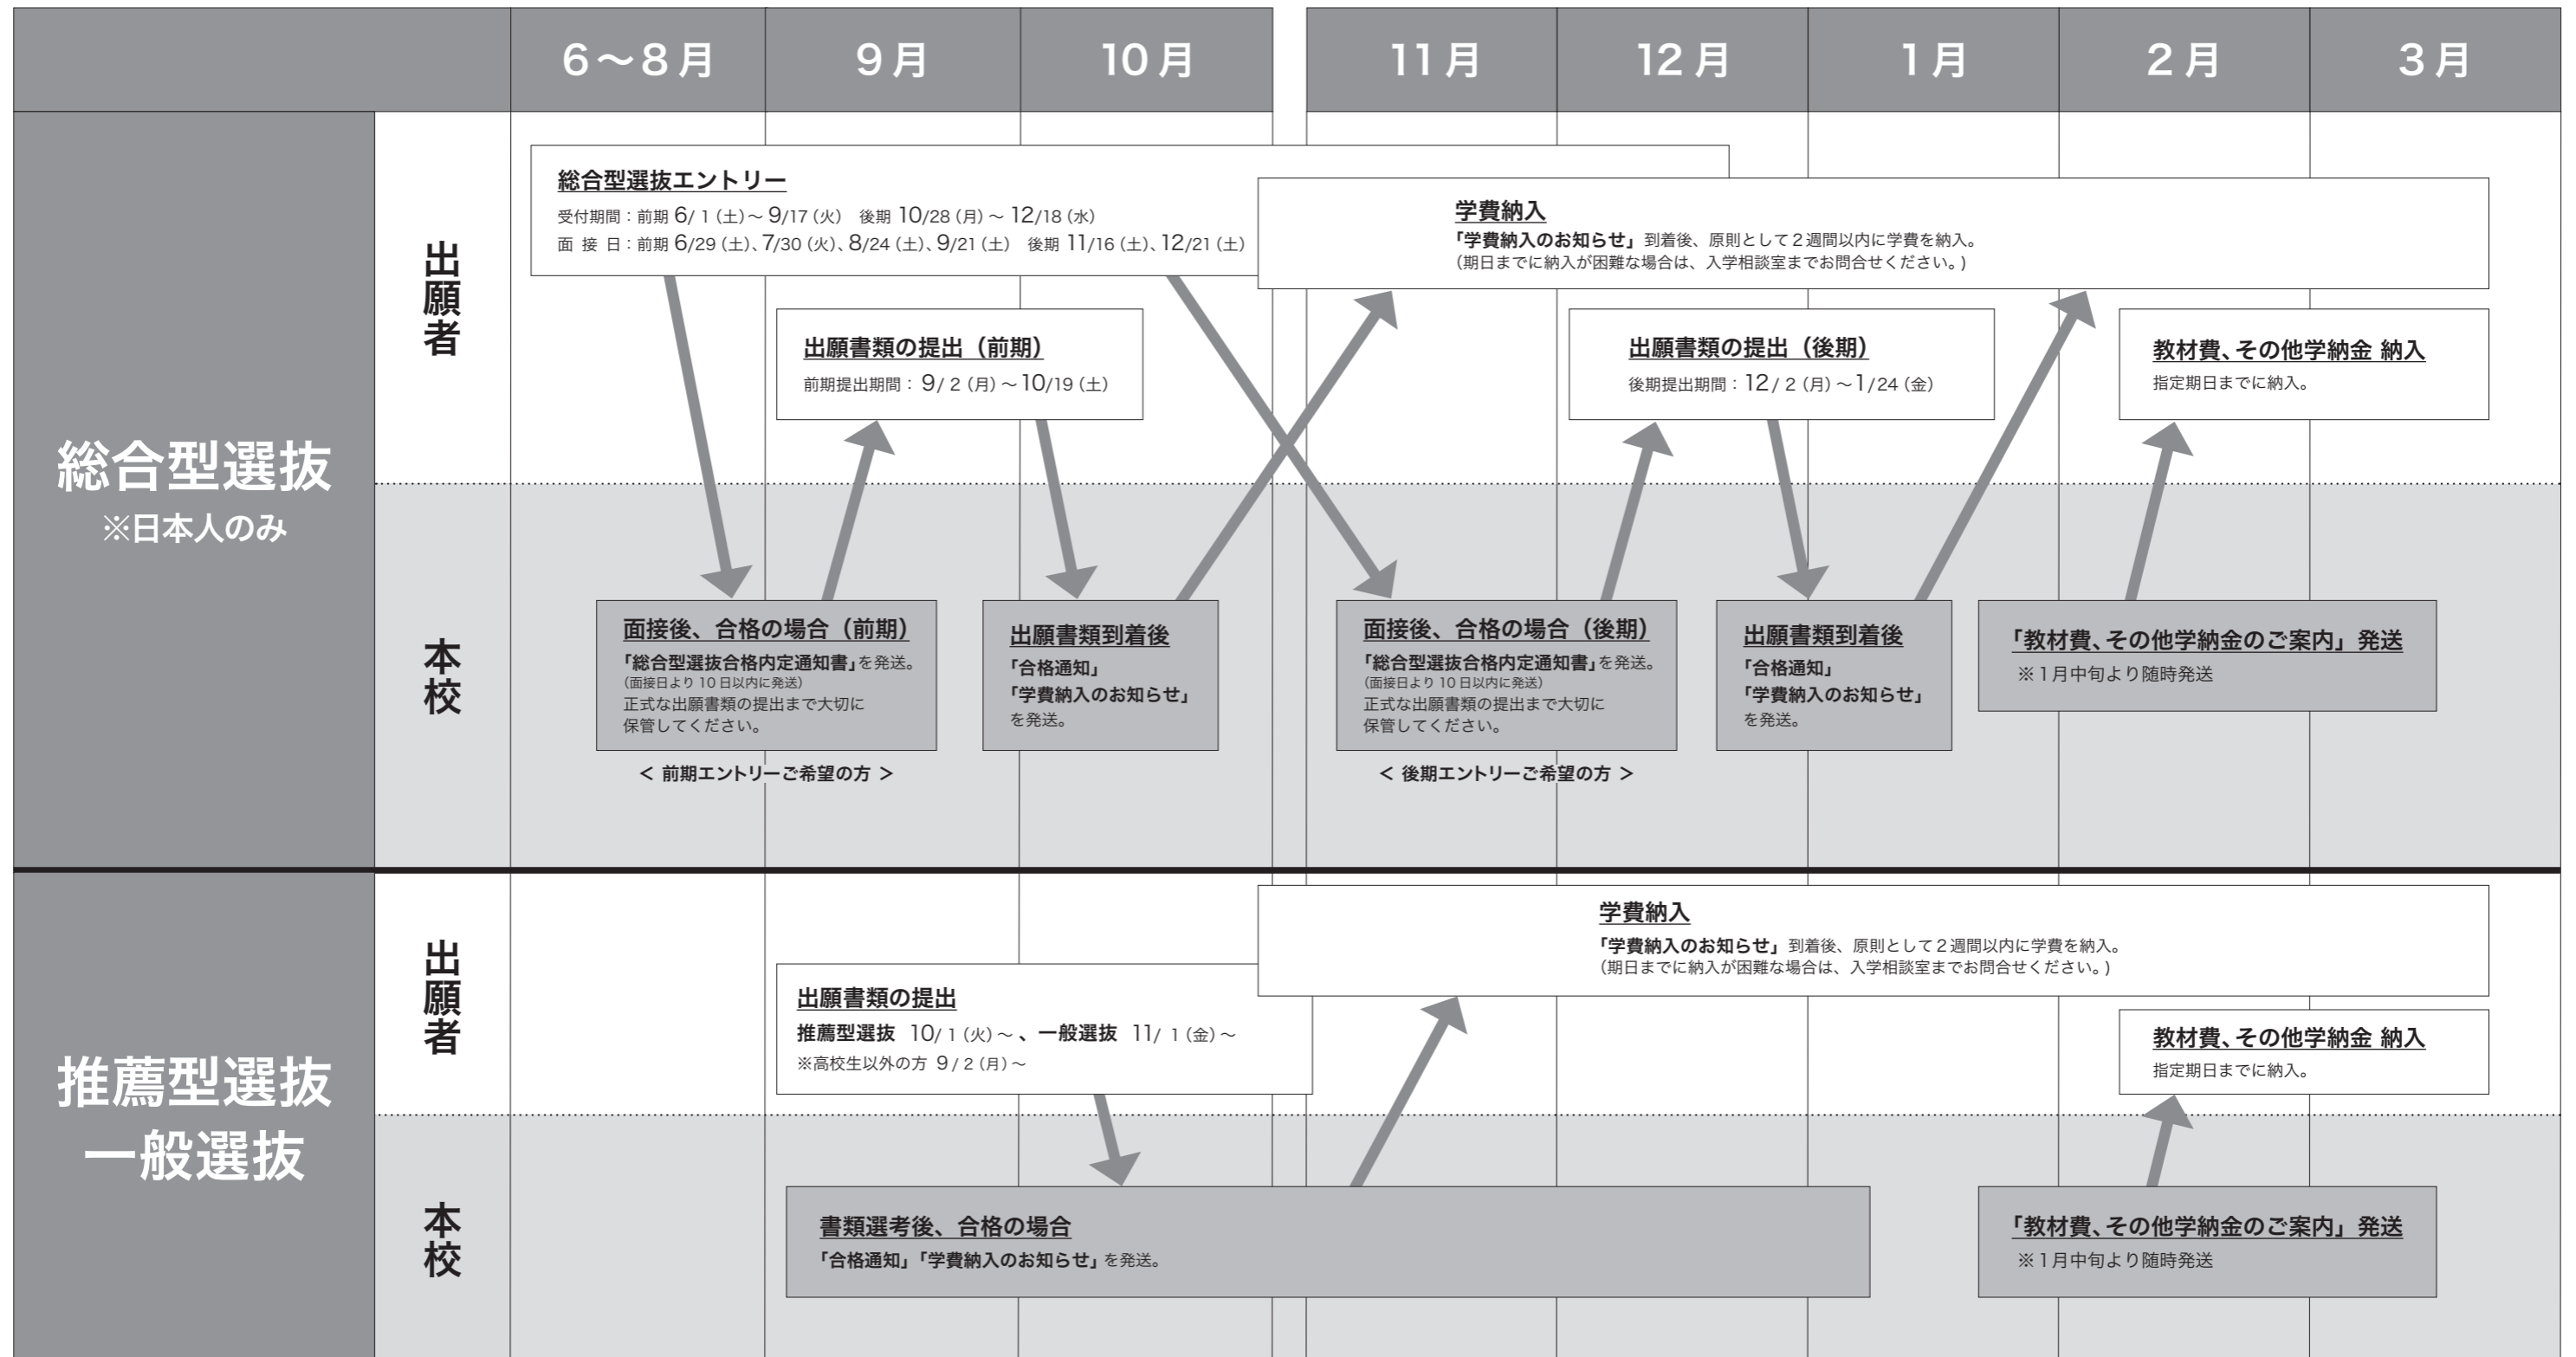 6～8月 9月 10月 11月 12月 1月 2月 3月
総合型選抜
※日本人のみ
出願者
総合型選抜エントリー
受付期間：前期 6/ 1（土）～ 9/17（火）　後期 10/28（月）～ 12/18（水）
面 接 日：前期 6/29（土）、7/30（火）、8/24（土）、9/21（土）　後期 11/16（土）、12/21（土）
学費納入
「学費納入のお知らせ」到着後、原則として２週間以内に学費を納入。
（期日までに納入が困難な場合は、入学相談室までお問合せください。）
出願書類の提出（前期）
前期提出期間： 9/ 2（月）～ 10/19（土）
出願書類の提出（後期）
後期提出期間：12/ 2（月）～1/24（金）
教材費、その他学納金 納入
指定期日までに納入。
本校
面接後、合格の場合（前期）
「総合型選抜合格内定通知書」を発送。
（面接日より 10 日以内に発送）
正式な出願書類の提出まで大切に
保管してください。
＜ 前期エントリーご希望の方 ＞
出願書類到着後
「合格通知」
「学費納入のお知らせ」
を発送。
面接後、合格の場合（後期）
「総合型選抜合格内定通知書」を発送。
（面接日より 10 日以内に発送）
正式な出願書類の提出まで大切に
保管してください。
＜ 後期エントリーご希望の方 ＞
出願書類到着後
「合格通知」
「学費納入のお知らせ」
を発送。
「教材費、その他学納金のご案内」発送
※１月中旬より随時発送
推薦型選抜
一般選抜
出願者
学費納入
「学費納入のお知らせ」到着後、原則として２週間以内に学費を納入。
（期日までに納入が困難な場合は、入学相談室までお問合せください。）
出願書類の提出
推薦型選抜 10/ 1（火）～ 、一般選抜 11/ 1（金）～
※高校生以外の方 9 / 2（月）～
教材費、その他学納金 納入
指定期日までに納入。
本校
書類選考後、合格の場合
「合格通知」「学費納入のお知らせ」を発送。
「教材費、その他学納金のご案内」発送
※１月中旬より随時発送